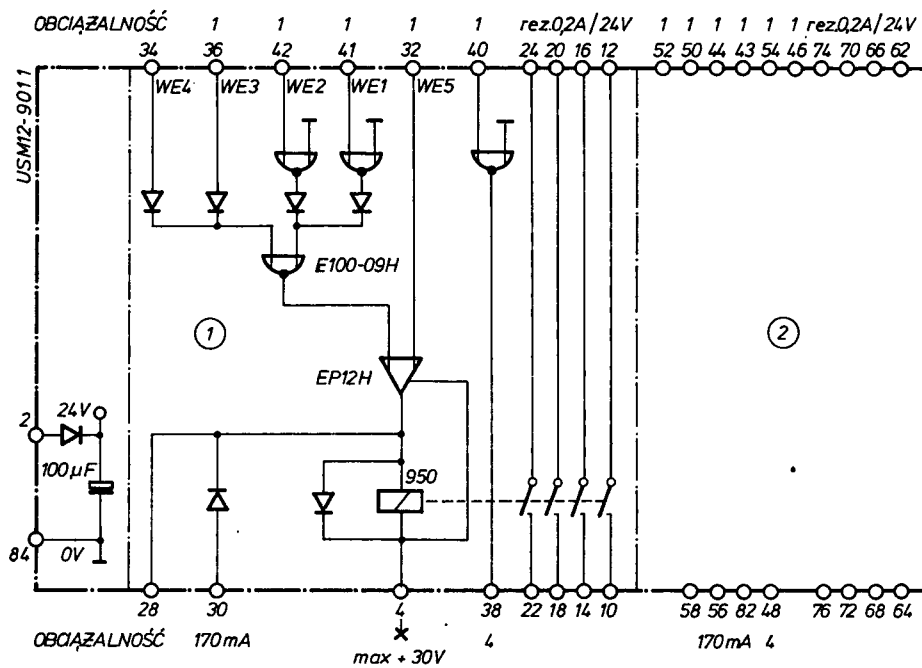 OBCIĄŻALNOŚĆ 1 1 1 1 1 rez.0,2A/24V 1 1 1 1 1 1 rez.0,2A/24V
34 36 42 41 32 40 24 20 16 12 52 50 44 43 54 46 74 70 66 62
USM12-9011
WE4 WE3 WE2 WE1 WE5
E100-09H
1 2
EP12H
2 24V
100μF
950
84 0V
28 30 4 38 22 18 14 10 58 56 82 48 76 72 68 64
OBCIĄŻALNOŚĆ 170mA 4 170mA 4
max + 30V